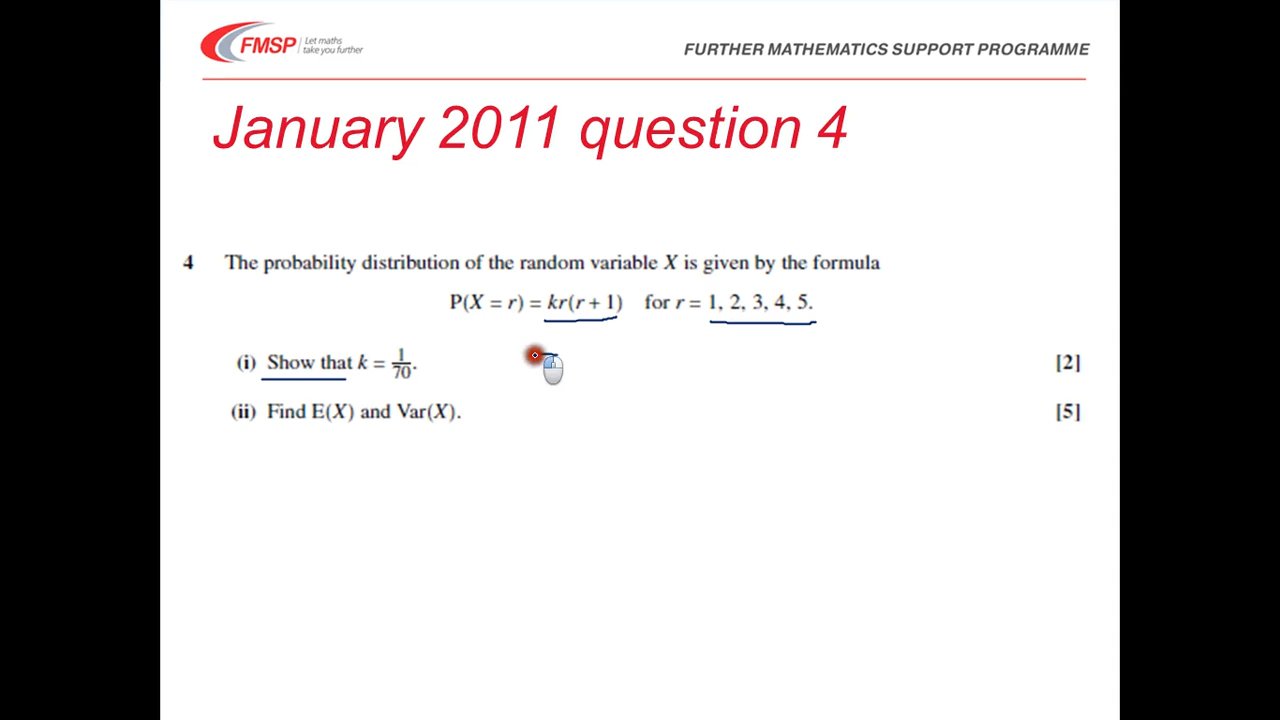 FMSP
Let maths
take you further
FURTHER MATHEMATICS SUPPORT PROGRAMME
January 2011 question 4
4 The probability distribution of the random variable X is given by the formula
P(X = r) = kr(r + 1) for r = 1, 2, 3, 4, 5.
(i) Show that k = 1/70. [2]
(ii) Find E(X) and Var(X). [5]